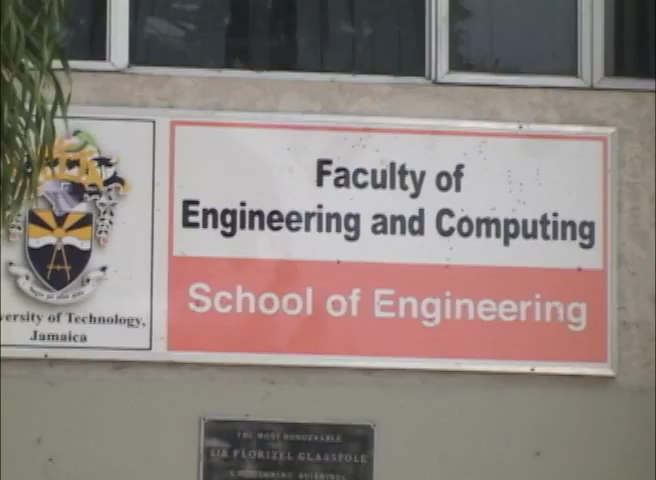 Faculty of
Engineering and Computing
School of Engineering
versity of Technology,
Jamaica
THE MOST HONOURABLE
SIR FLORIZEL GLASSPOLE